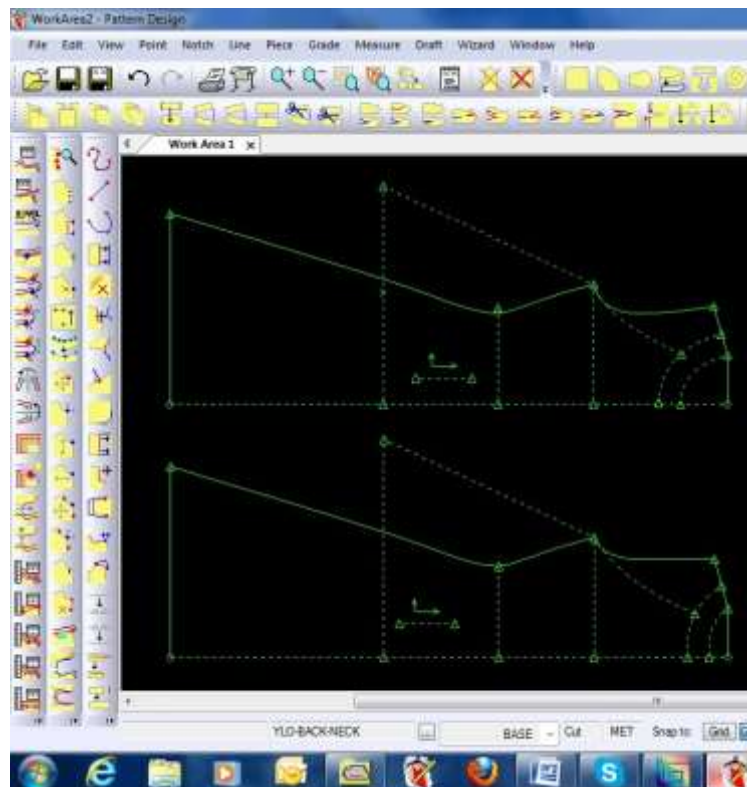 WorkArea2 - Pattern Design
File Edit View Point Notch Line Piece Grade Measure Draft Wizard Window Help
Work Area 1 x
YLO-BACK-NECK ... BASE Cut MET Snap to: Grid